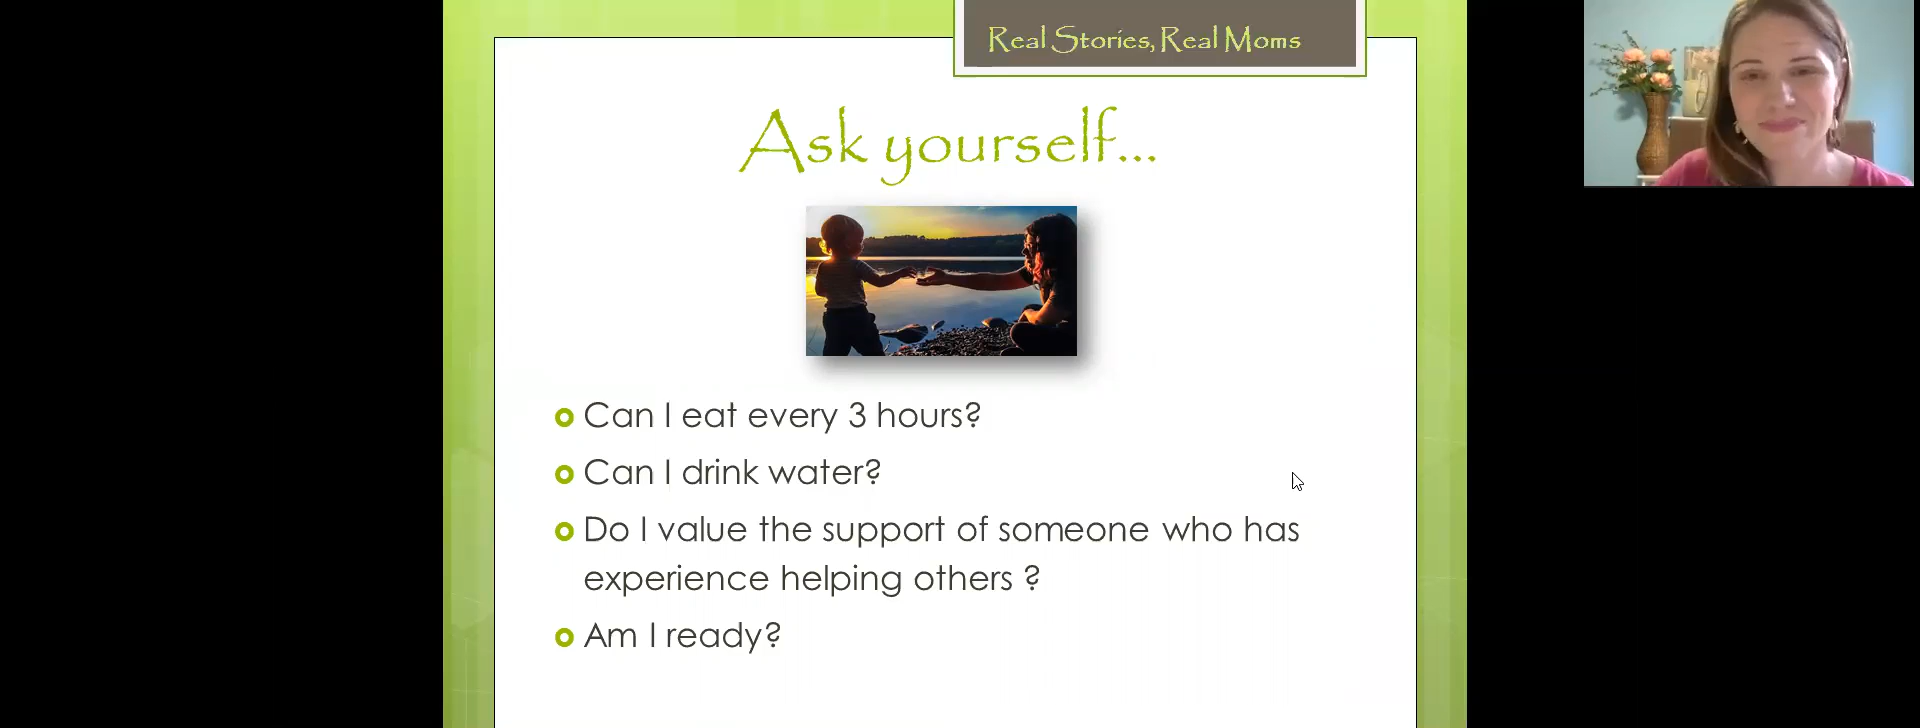 Real Stories, Real Moms
Ask yourself...
Can I eat every 3 hours?
Can I drink water?
Do I value the support of someone who has
experience helping others ?
Am I ready?